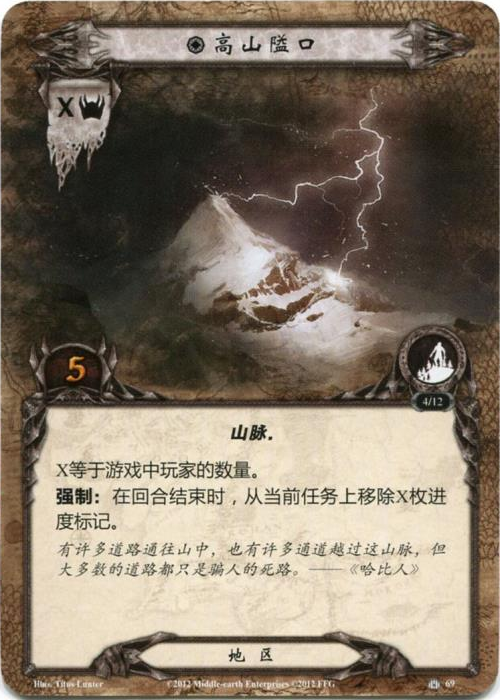 高山隘口
X
5
4/12
山脉.
X等于游戏中玩家的数量。
强制：在回合结束时，从当前任务上移除X枚进
度标记。
有许多道路通往山中，也有许多通道越过这山脉，但
大多数的道路都只是骗人的死路。——《哈比人》
地区
Illus. Titus Lunter
©2012 Middle-earth Enterprises ©2012 FFG
69